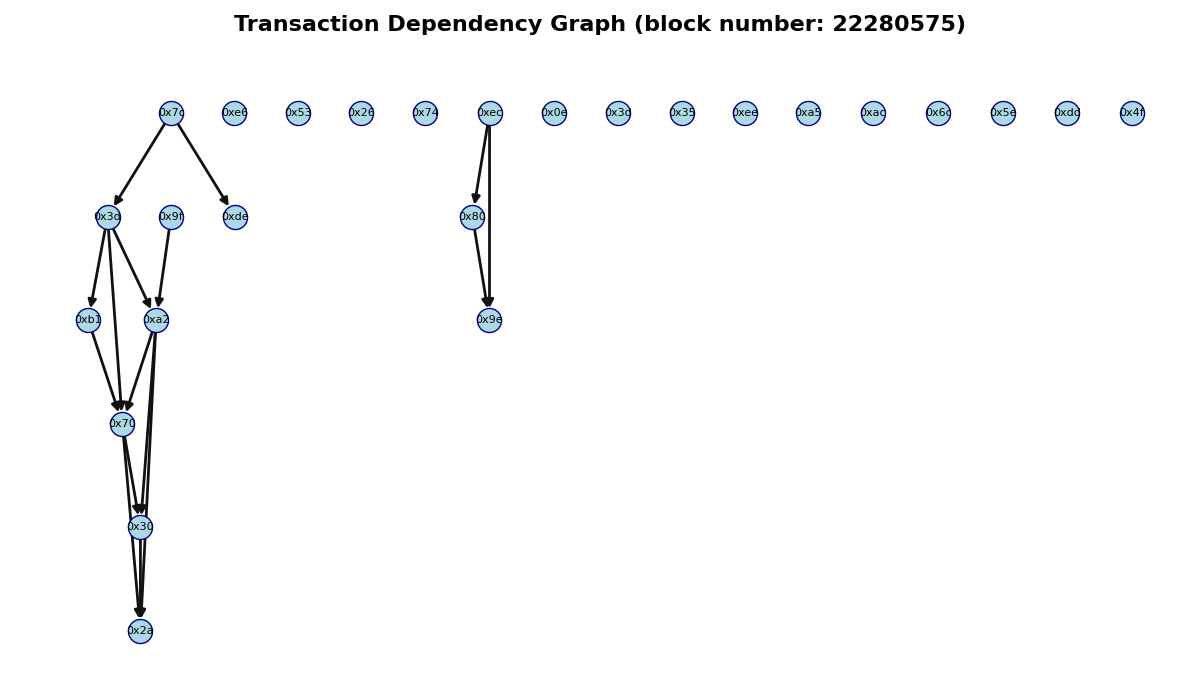 Transaction Dependency Graph (block number: 22280575)
0x7c 0xe6 0x53 0x26 0x74 0xec 0x0e 0x3d 0x35 0xee 0xa5 0xac 0x6c 0x5e 0xdd 0x4f
0x3d 0x9f 0xde 0x80
0xb1 0xa2 0x9e
0x70
0x30
0x2a